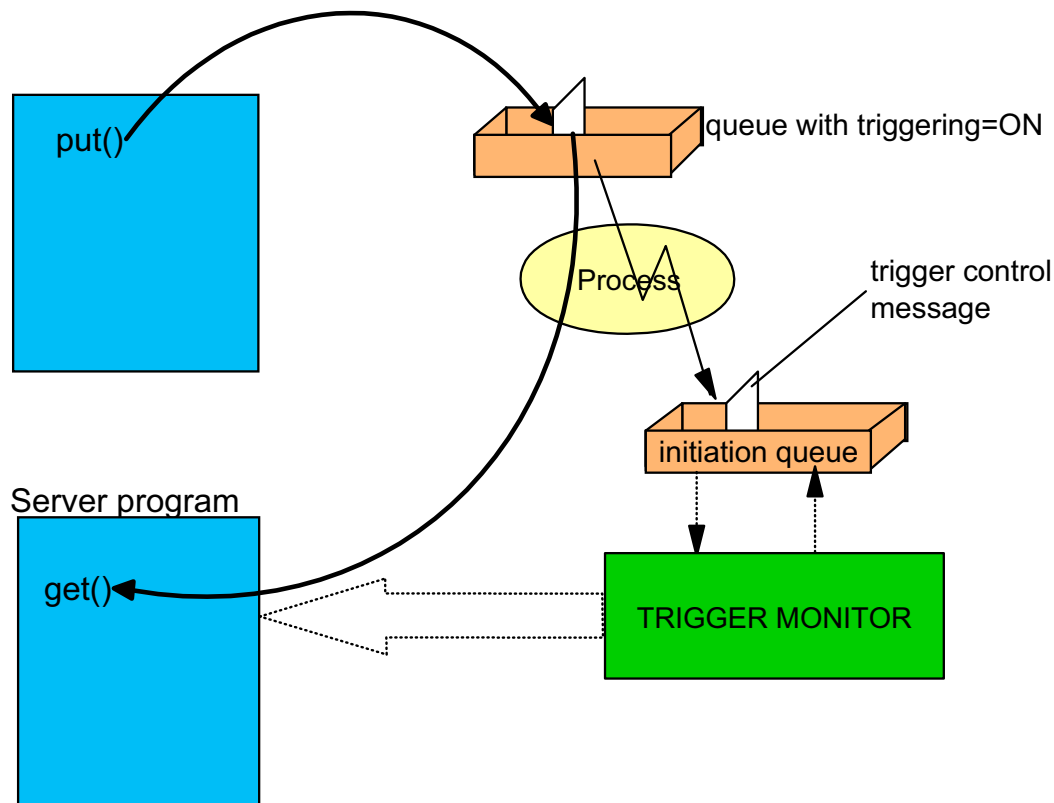 put()
queue with triggering=ON
Process
trigger control
message
initiation queue
Server program
get()
TRIGGER MONITOR